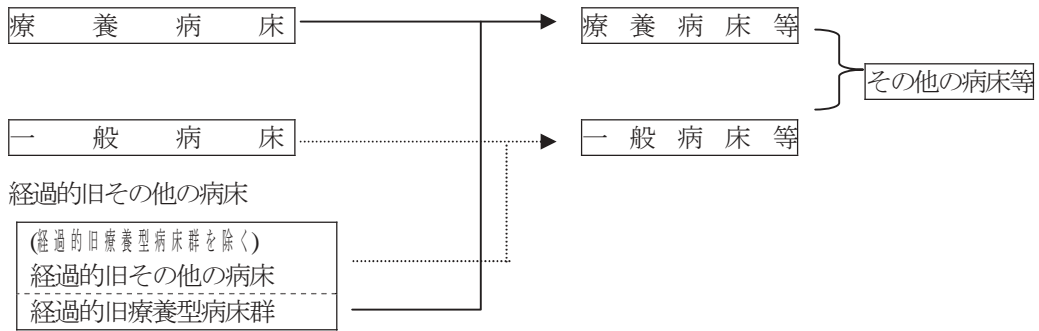 療養病床
療養病床等
その他の病床等
一般病床
一般病床等
経過的旧その他の病床
(経過的旧療養型病床群を除く)
経過的旧その他の病床
経過的旧療養型病床群